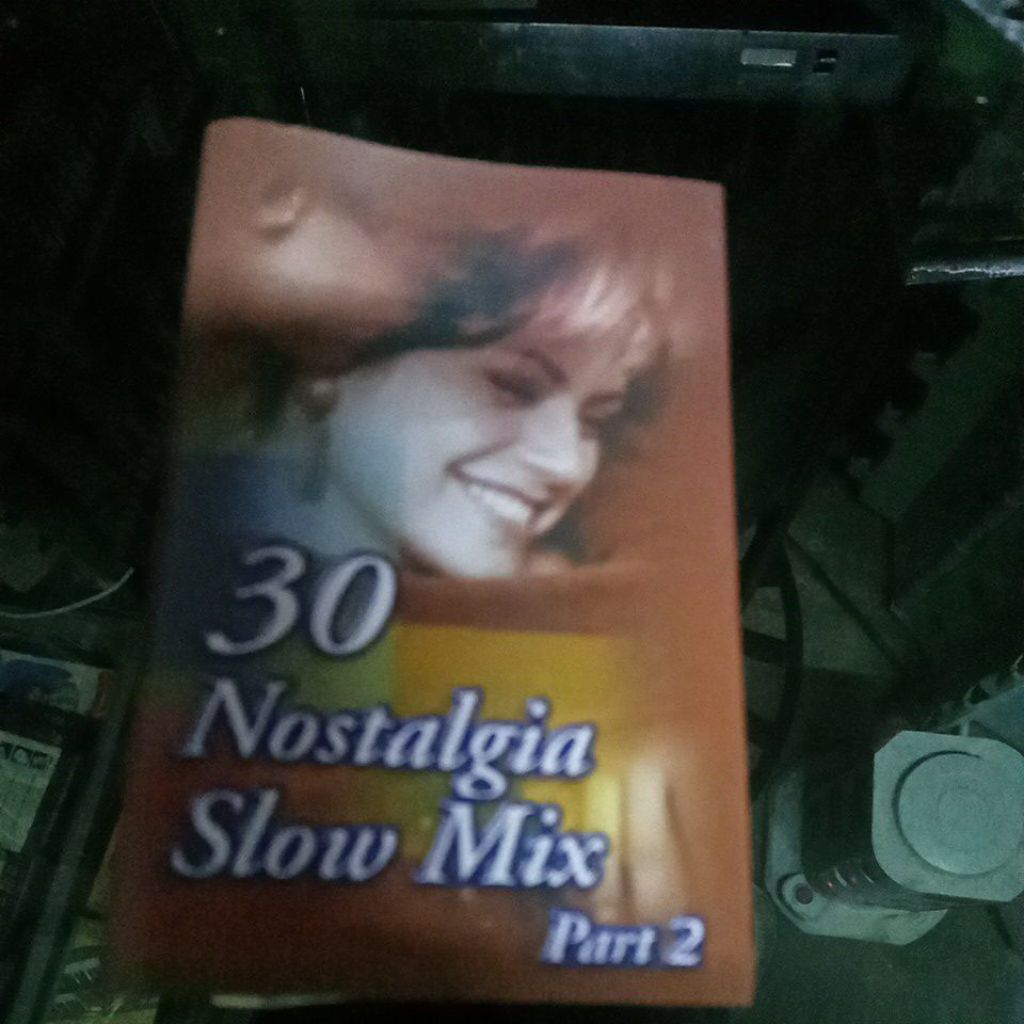 30
Nostalgia
Slow Mix
Part 2